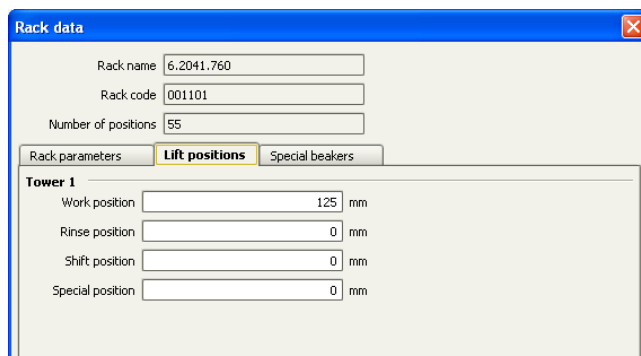 Rack data
Rack name 6.2041.760
Rack code 001101
Number of positions 55
Rack parameters Lift positions Special beakers
Tower 1
Work position 125 mm
Rinse position 0 mm
Shift position 0 mm
Special position 0 mm